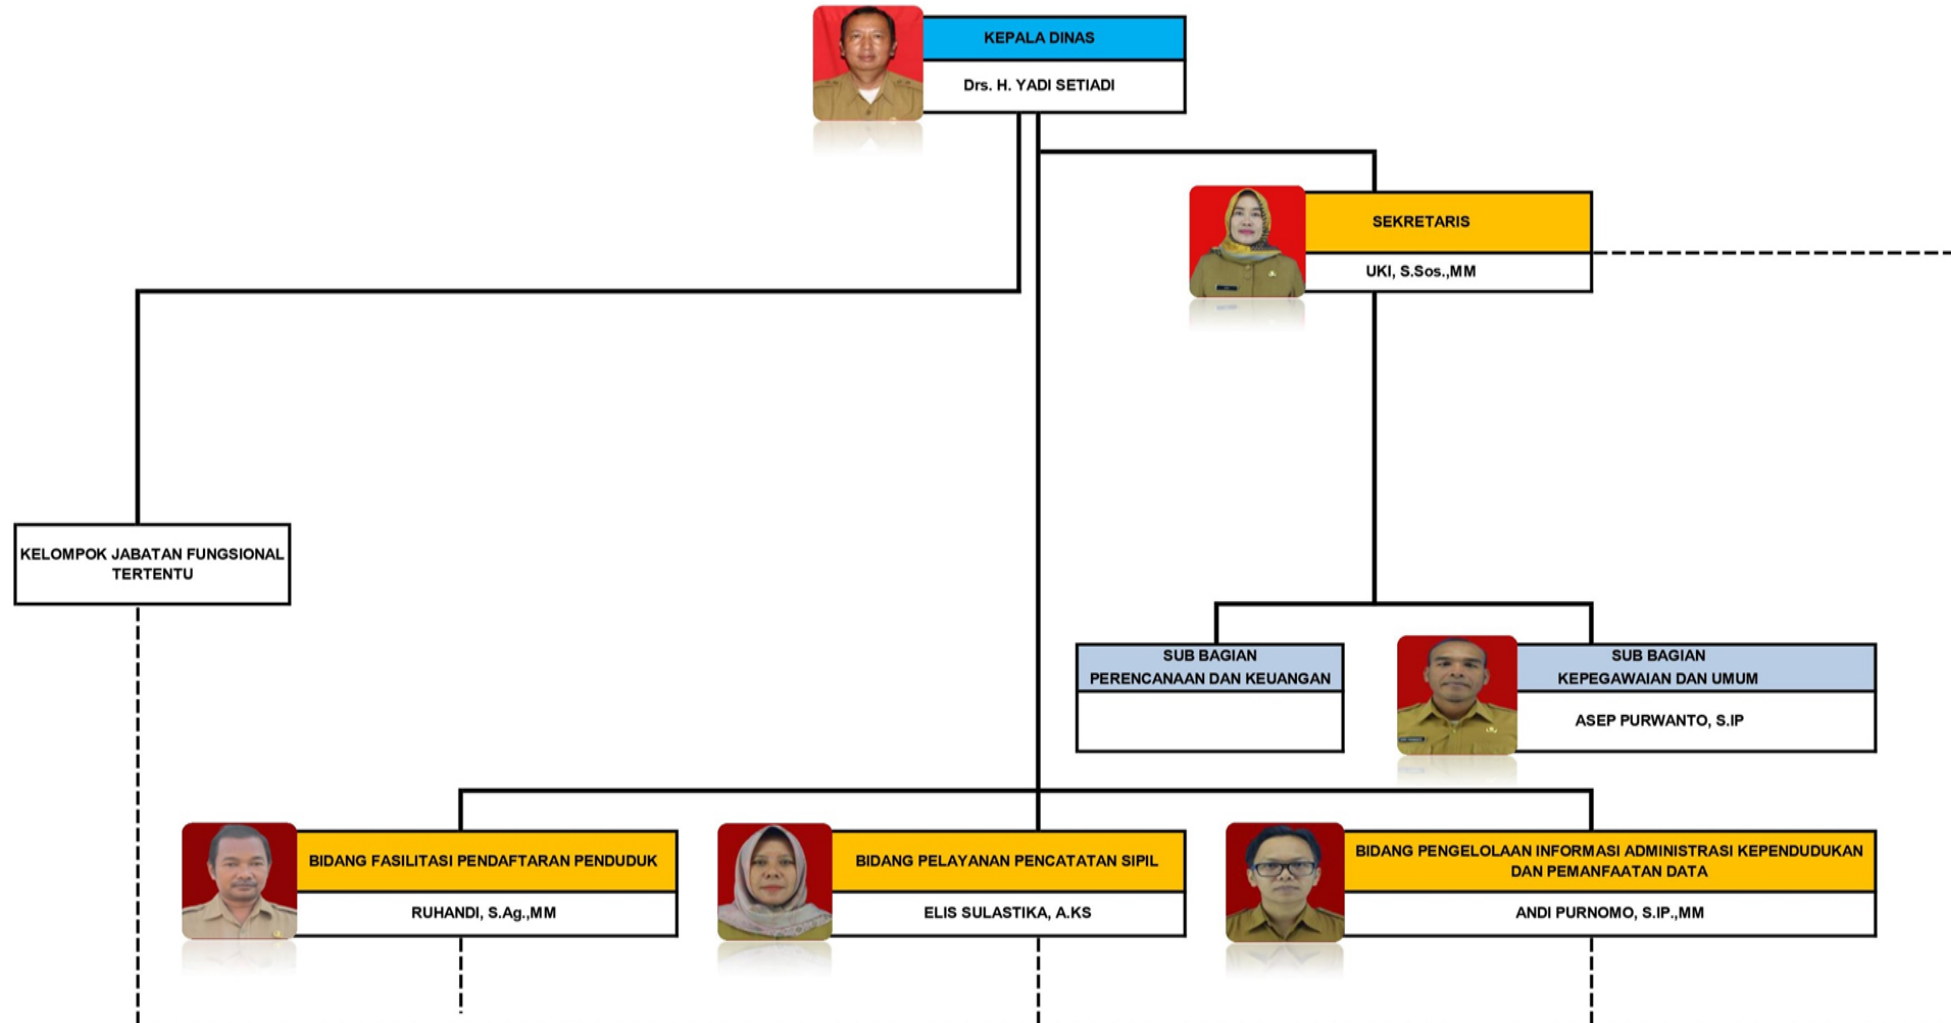 KEPALA DINAS
Drs. H. YADI SETIADI
SEKRETARIS
UKI, S.Sos.,MM
KELOMPOK JABATAN FUNGSIONAL
TERTENTU
SUB BAGIAN
PERENCANAAN DAN KEUANGAN
SUB BAGIAN
KEPEGAWAIAN DAN UMUM
ASEP PURWANTO, S.IP
BIDANG FASILITASI PENDAFTARAN PENDUDUK
RUHANDI, S.Ag.,MM
BIDANG PELAYANAN PENCATATAN SIPIL
ELIS SULASTIKA, A.KS
BIDANG PENGELOLAAN INFORMASI ADMINISTRASI KEPENDUDUKAN
DAN PEMANFAATAN DATA
ANDI PURNOMO, S.IP.,MM